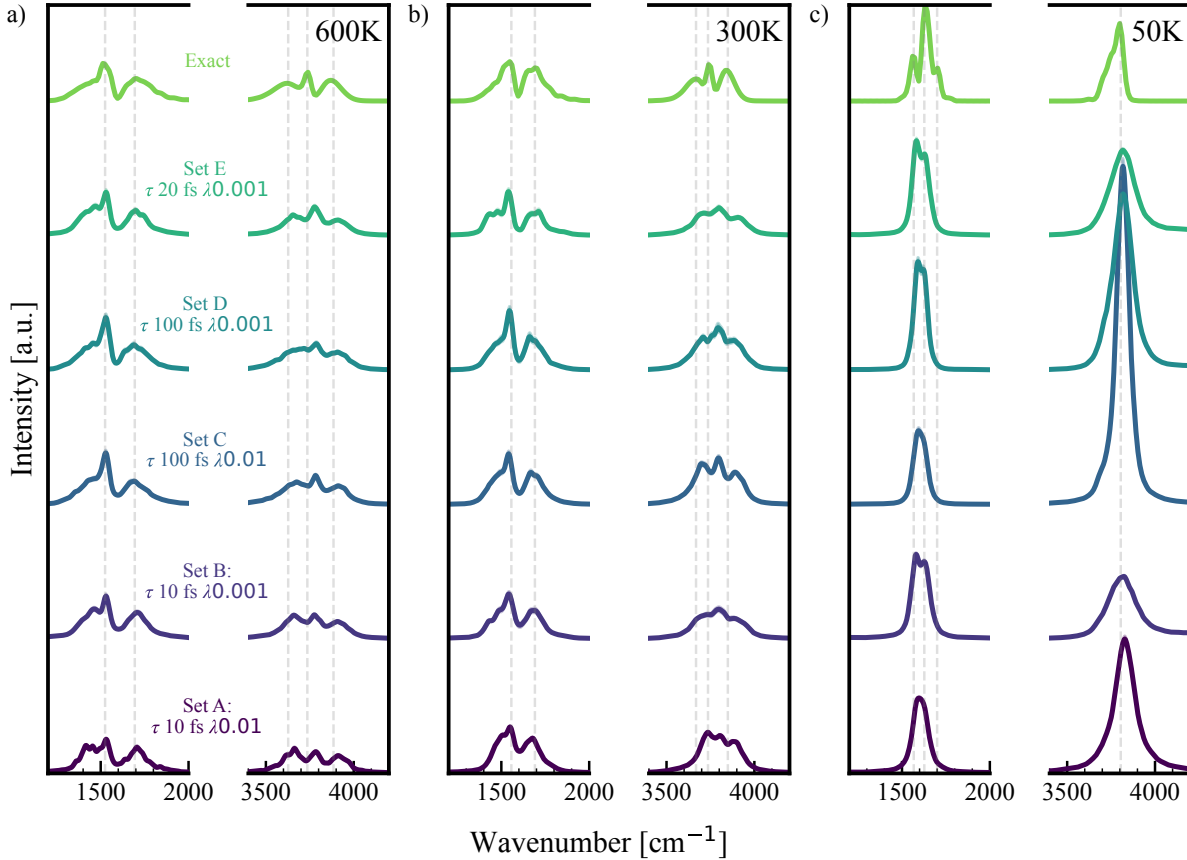 a)
600K
b)
300K
c)
50K
Exact
Set E
τ 20 fs λ0.001
Set D
τ 100 fs λ0.001
Set C
τ 100 fs λ0.01
Set B:
τ 10 fs λ0.001
Set A:
τ 10 fs λ0.01
Intensity [a.u.]
1500 2000 3500 4000
1500 2000 3500 4000
1500 2000 3400 4000
Wavenumber [cm⁻¹]